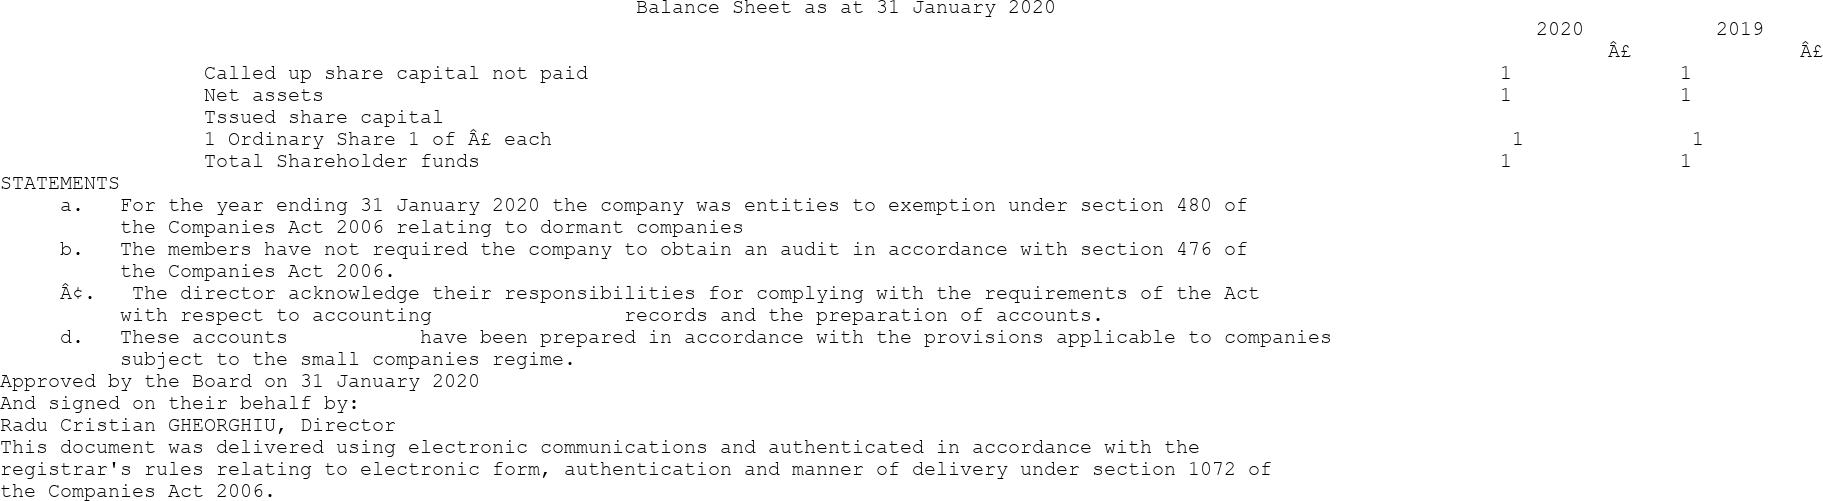 Balance Sheet as at 31 January 2020
2020 2019
Â£ Â£
Called up share capital not paid 1 1
Net assets 1 1
Tssued share capital
1 Ordinary Share 1 of Â£ each 1 1
Total Shareholder funds 1 1
STATEMENTS
a. For the year ending 31 January 2020 the company was entities to exemption under section 480 of
the Companies Act 2006 relating to dormant companies
b. The members have not required the company to obtain an audit in accordance with section 476 of
the Companies Act 2006.
Â¢. The director acknowledge their responsibilities for complying with the requirements of the Act
with respect to accounting records and the preparation of accounts.
d. These accounts have been prepared in accordance with the provisions applicable to companies
subject to the small companies regime.
Approved by the Board on 31 January 2020
And signed on their behalf by:
Radu Cristian GHEORGHIU, Director
This document was delivered using electronic communications and authenticated in accordance with the
registrar's rules relating to electronic form, authentication and manner of delivery under section 1072 of
the Companies Act 2006.